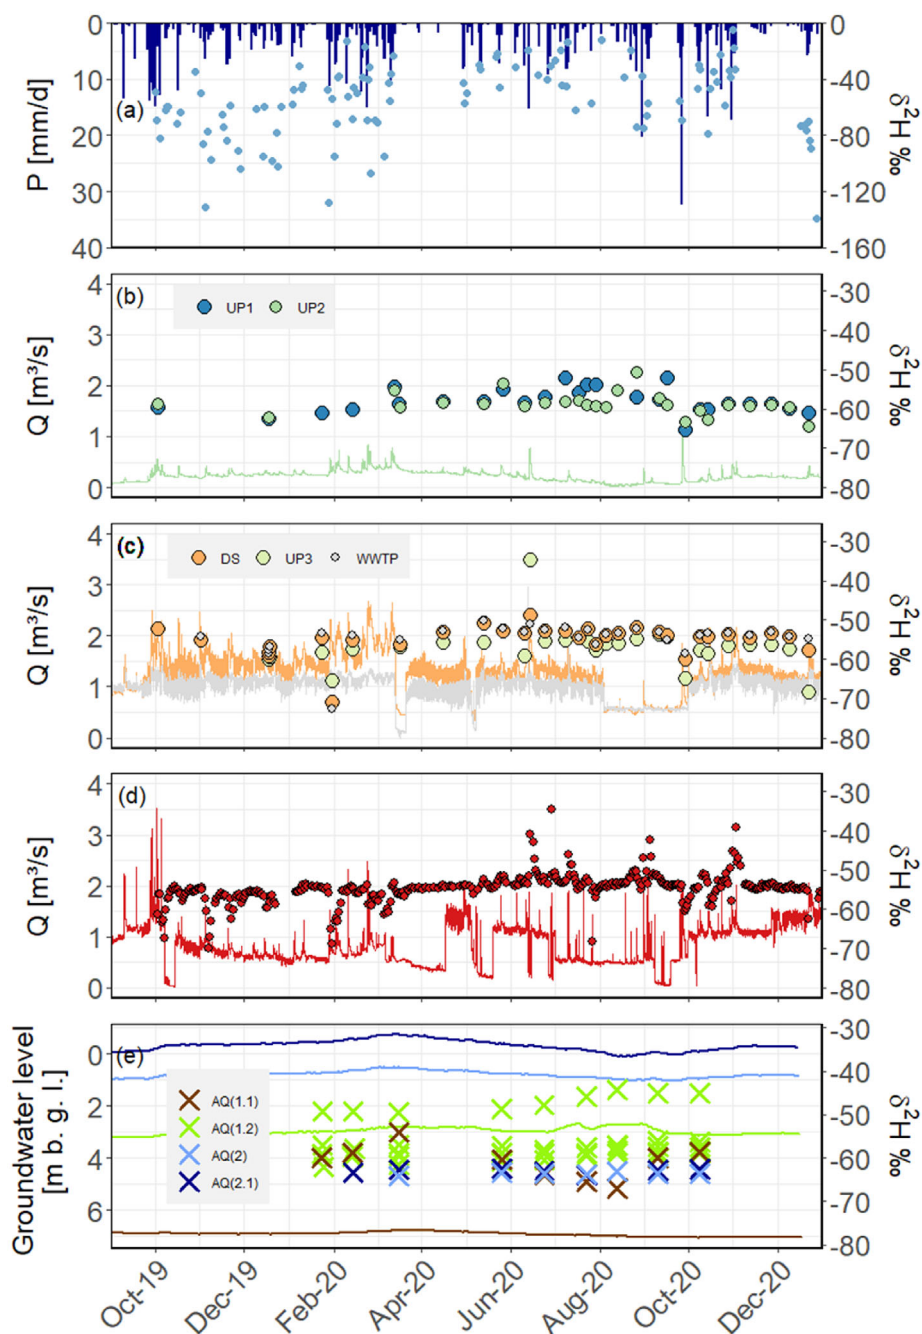 0
10
20
30
40
P [mm/d]
(a)
0
-40
-80
-120
-160
δ²H ‰
4
3
2
1
0
Q [m³/s]
(b)
UP1 UP2
-30
-40
-50
-60
-70
-80
δ²H ‰
4
3
2
1
0
Q [m³/s]
(c)
DS UP3 WWTP
-30
-40
-50
-60
-70
-80
δ²H ‰
4
3
2
1
0
Q [m³/s]
(d)
-30
-40
-50
-60
-70
-80
δ²H ‰
0
2
4
6
Groundwater level
[m b. g. l.]
(e)
AQ(1.1)
AQ(1.2)
AQ(2)
AQ(2.1)
-30
-40
-50
-60
-70
-80
δ²H ‰
Oct-19 Dec-19 Feb-20 Apr-20 Jun-20 Aug-20 Oct-20 Dec-20